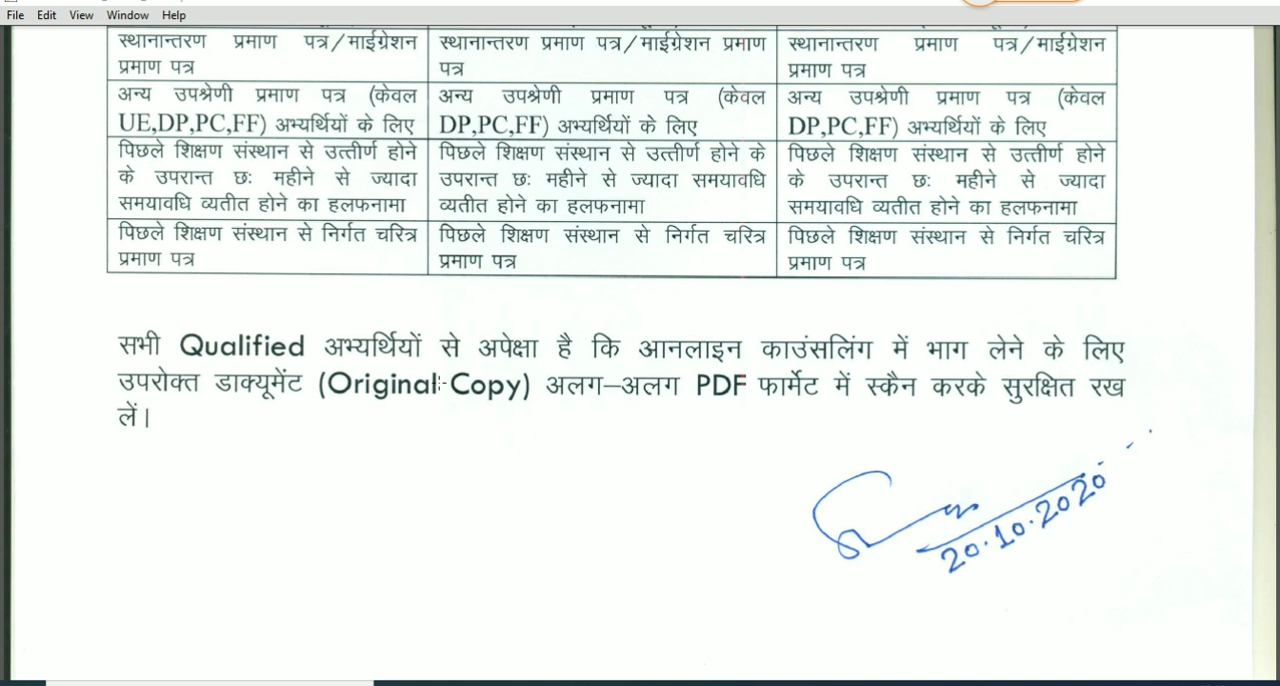 File Edit View Window Help
स्थानान्तरण प्रमाण पत्र/माईग्रेशन
प्रमाण पत्र
स्थानान्तरण प्रमाण पत्र/माईग्रेशन प्रमाण
पत्र
स्थानान्तरण प्रमाण पत्र/माईग्रेशन
प्रमाण पत्र
अन्य उपश्रेणी प्रमाण पत्र (केवल
UE,DP,PC,FF) अभ्यर्थियों के लिए
अन्य उपश्रेणी प्रमाण पत्र (केवल
DP,PC,FF) अभ्यर्थियों के लिए
अन्य उपश्रेणी प्रमाण पत्र (केवल
DP,PC,FF) अभ्यर्थियों के लिए
पिछले शिक्षण संस्थान से उत्तीर्ण होने
के उपरान्त छः महीने से ज्यादा
समयावधि व्यतीत होने का हलफनामा
पिछले शिक्षण संस्थान से उत्तीर्ण होने के
उपरान्त छः महीने से ज्यादा समयावधि
व्यतीत होने का हलफनामा
पिछले शिक्षण संस्थान से उत्तीर्ण होने
के उपरान्त छः महीने से ज्यादा
समयावधि व्यतीत होने का हलफनामा
पिछले शिक्षण संस्थान से निर्गत चरित्र
प्रमाण पत्र
पिछले शिक्षण संस्थान से निर्गत चरित्र
प्रमाण पत्र
पिछले शिक्षण संस्थान से निर्गत चरित्र
प्रमाण पत्र
सभी Qualified अभ्यर्थियों से अपेक्षा है कि आनलाइन काउंसलिंग में भाग लेने के लिए
उपरोक्त डाक्यूमेंट (Original Copy) अलग–अलग PDF फार्मेट में स्कैन करके सुरक्षित रख
लें।
20.10.2020